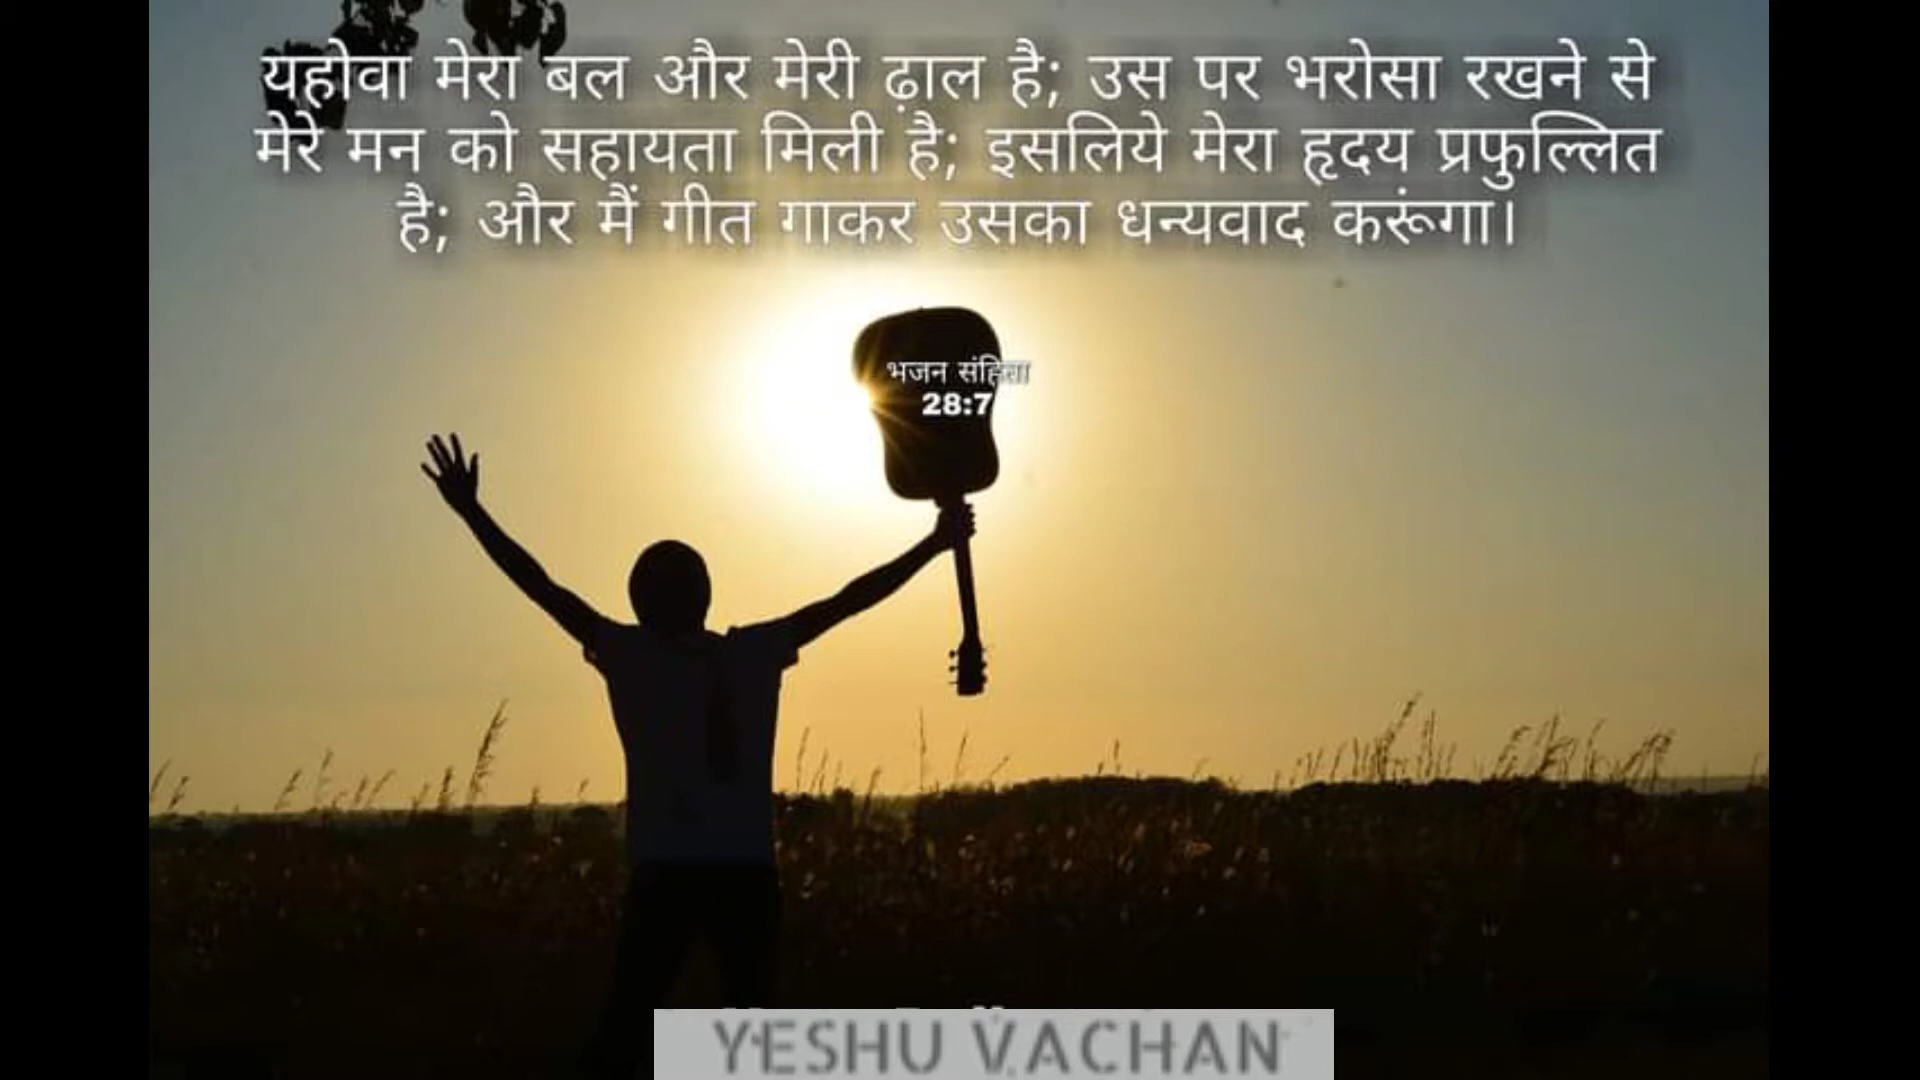 यहोवा मेरा बल और मेरी ढ़ाल है; उस पर भरोसा रखने से
मेरे मन को सहायता मिली है; इसलिये मेरा हृदय प्रफुल्लित
है; और मैं गीत गाकर उसका धन्यवाद करूंगा।
भजन संहिता
28:7
YESHU VACHAN